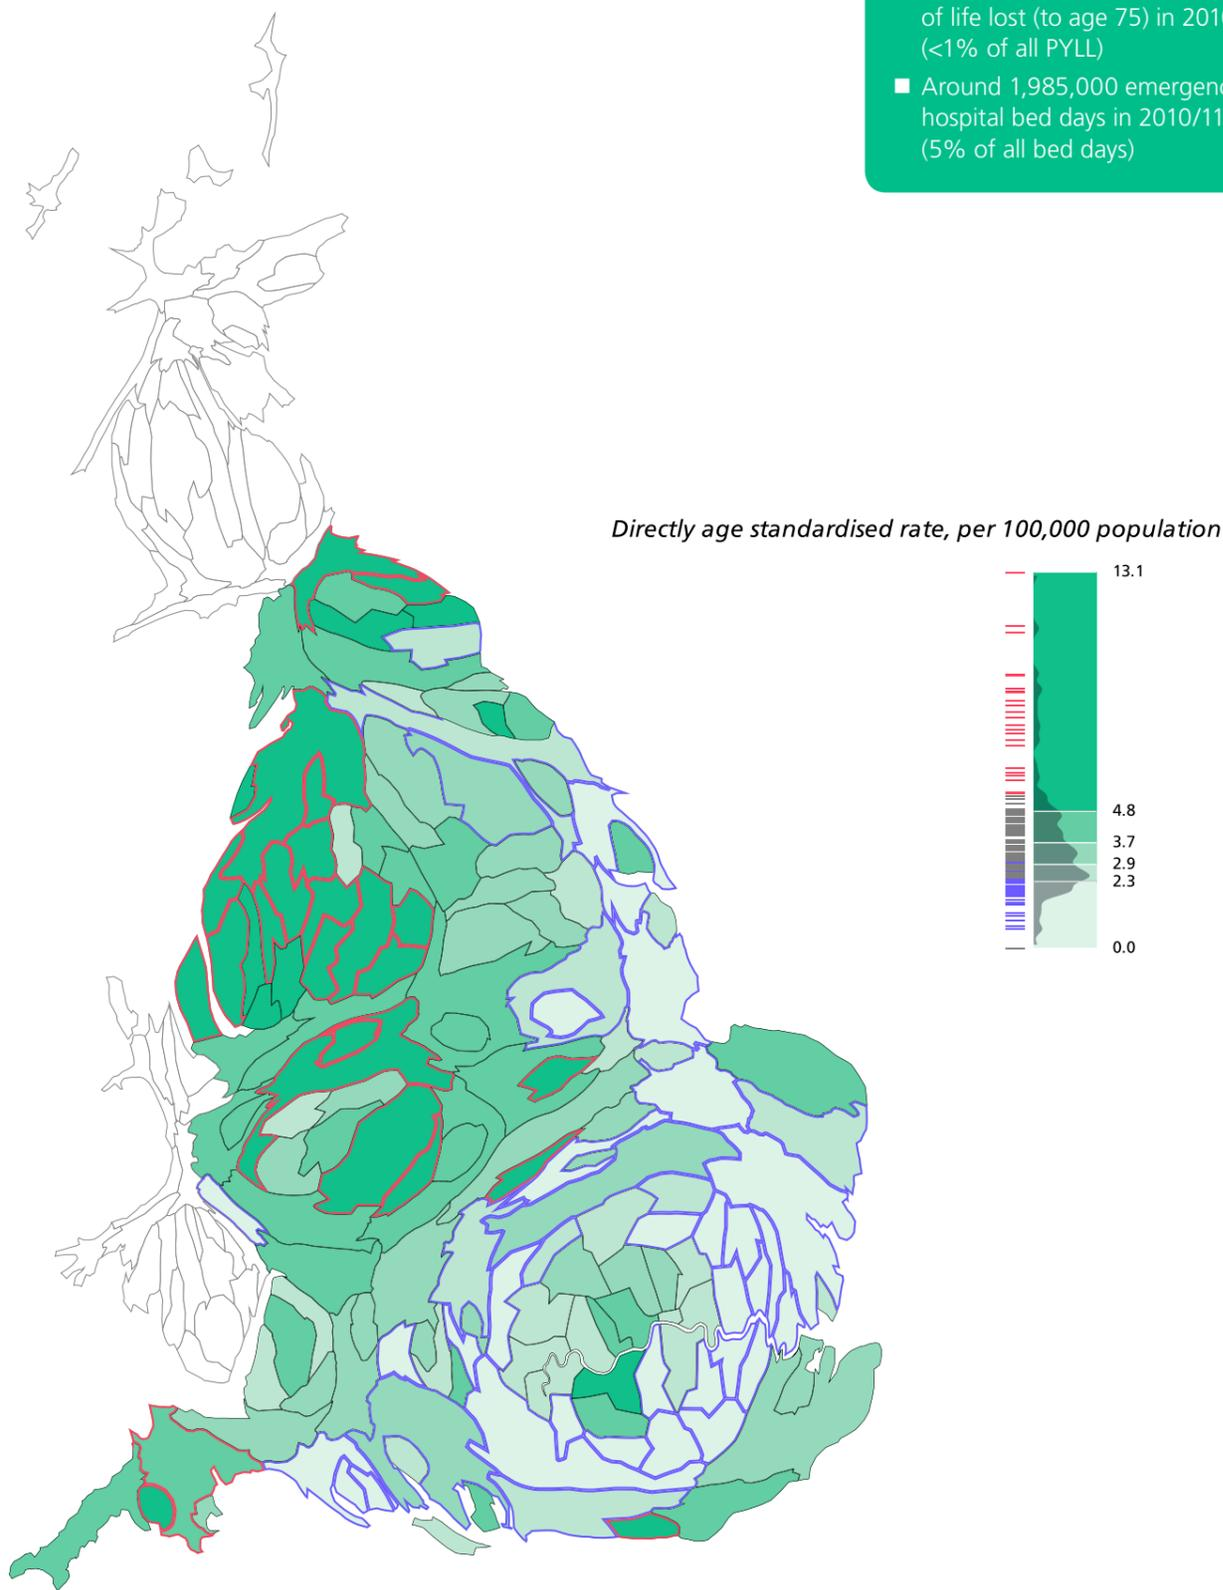 of life lost (to age 75) in
(<1% of all PYLL)
Around 1,985,000
hospital bed days in 2010/11
(5% of all bed days)
Directly age standardised rate, per 100,000 population
13.1
4.8
3.7
2.9
2.3
0.0